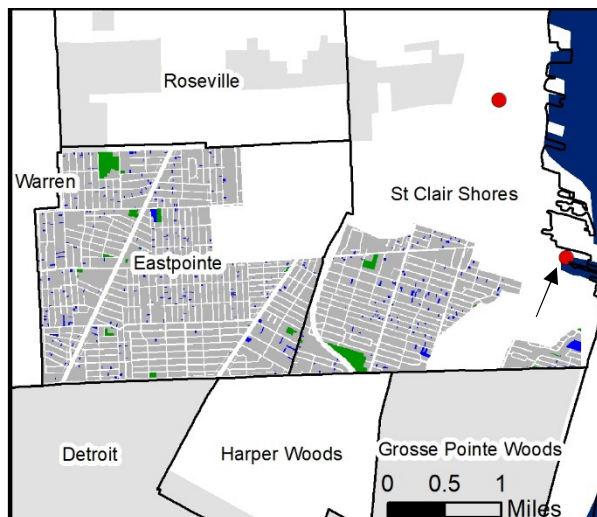 Roseville
Warren
St Clair Shores
Eastpointe
Detroit
Harper Woods
Grosse Pointe Woods
0 0.5 1
Miles